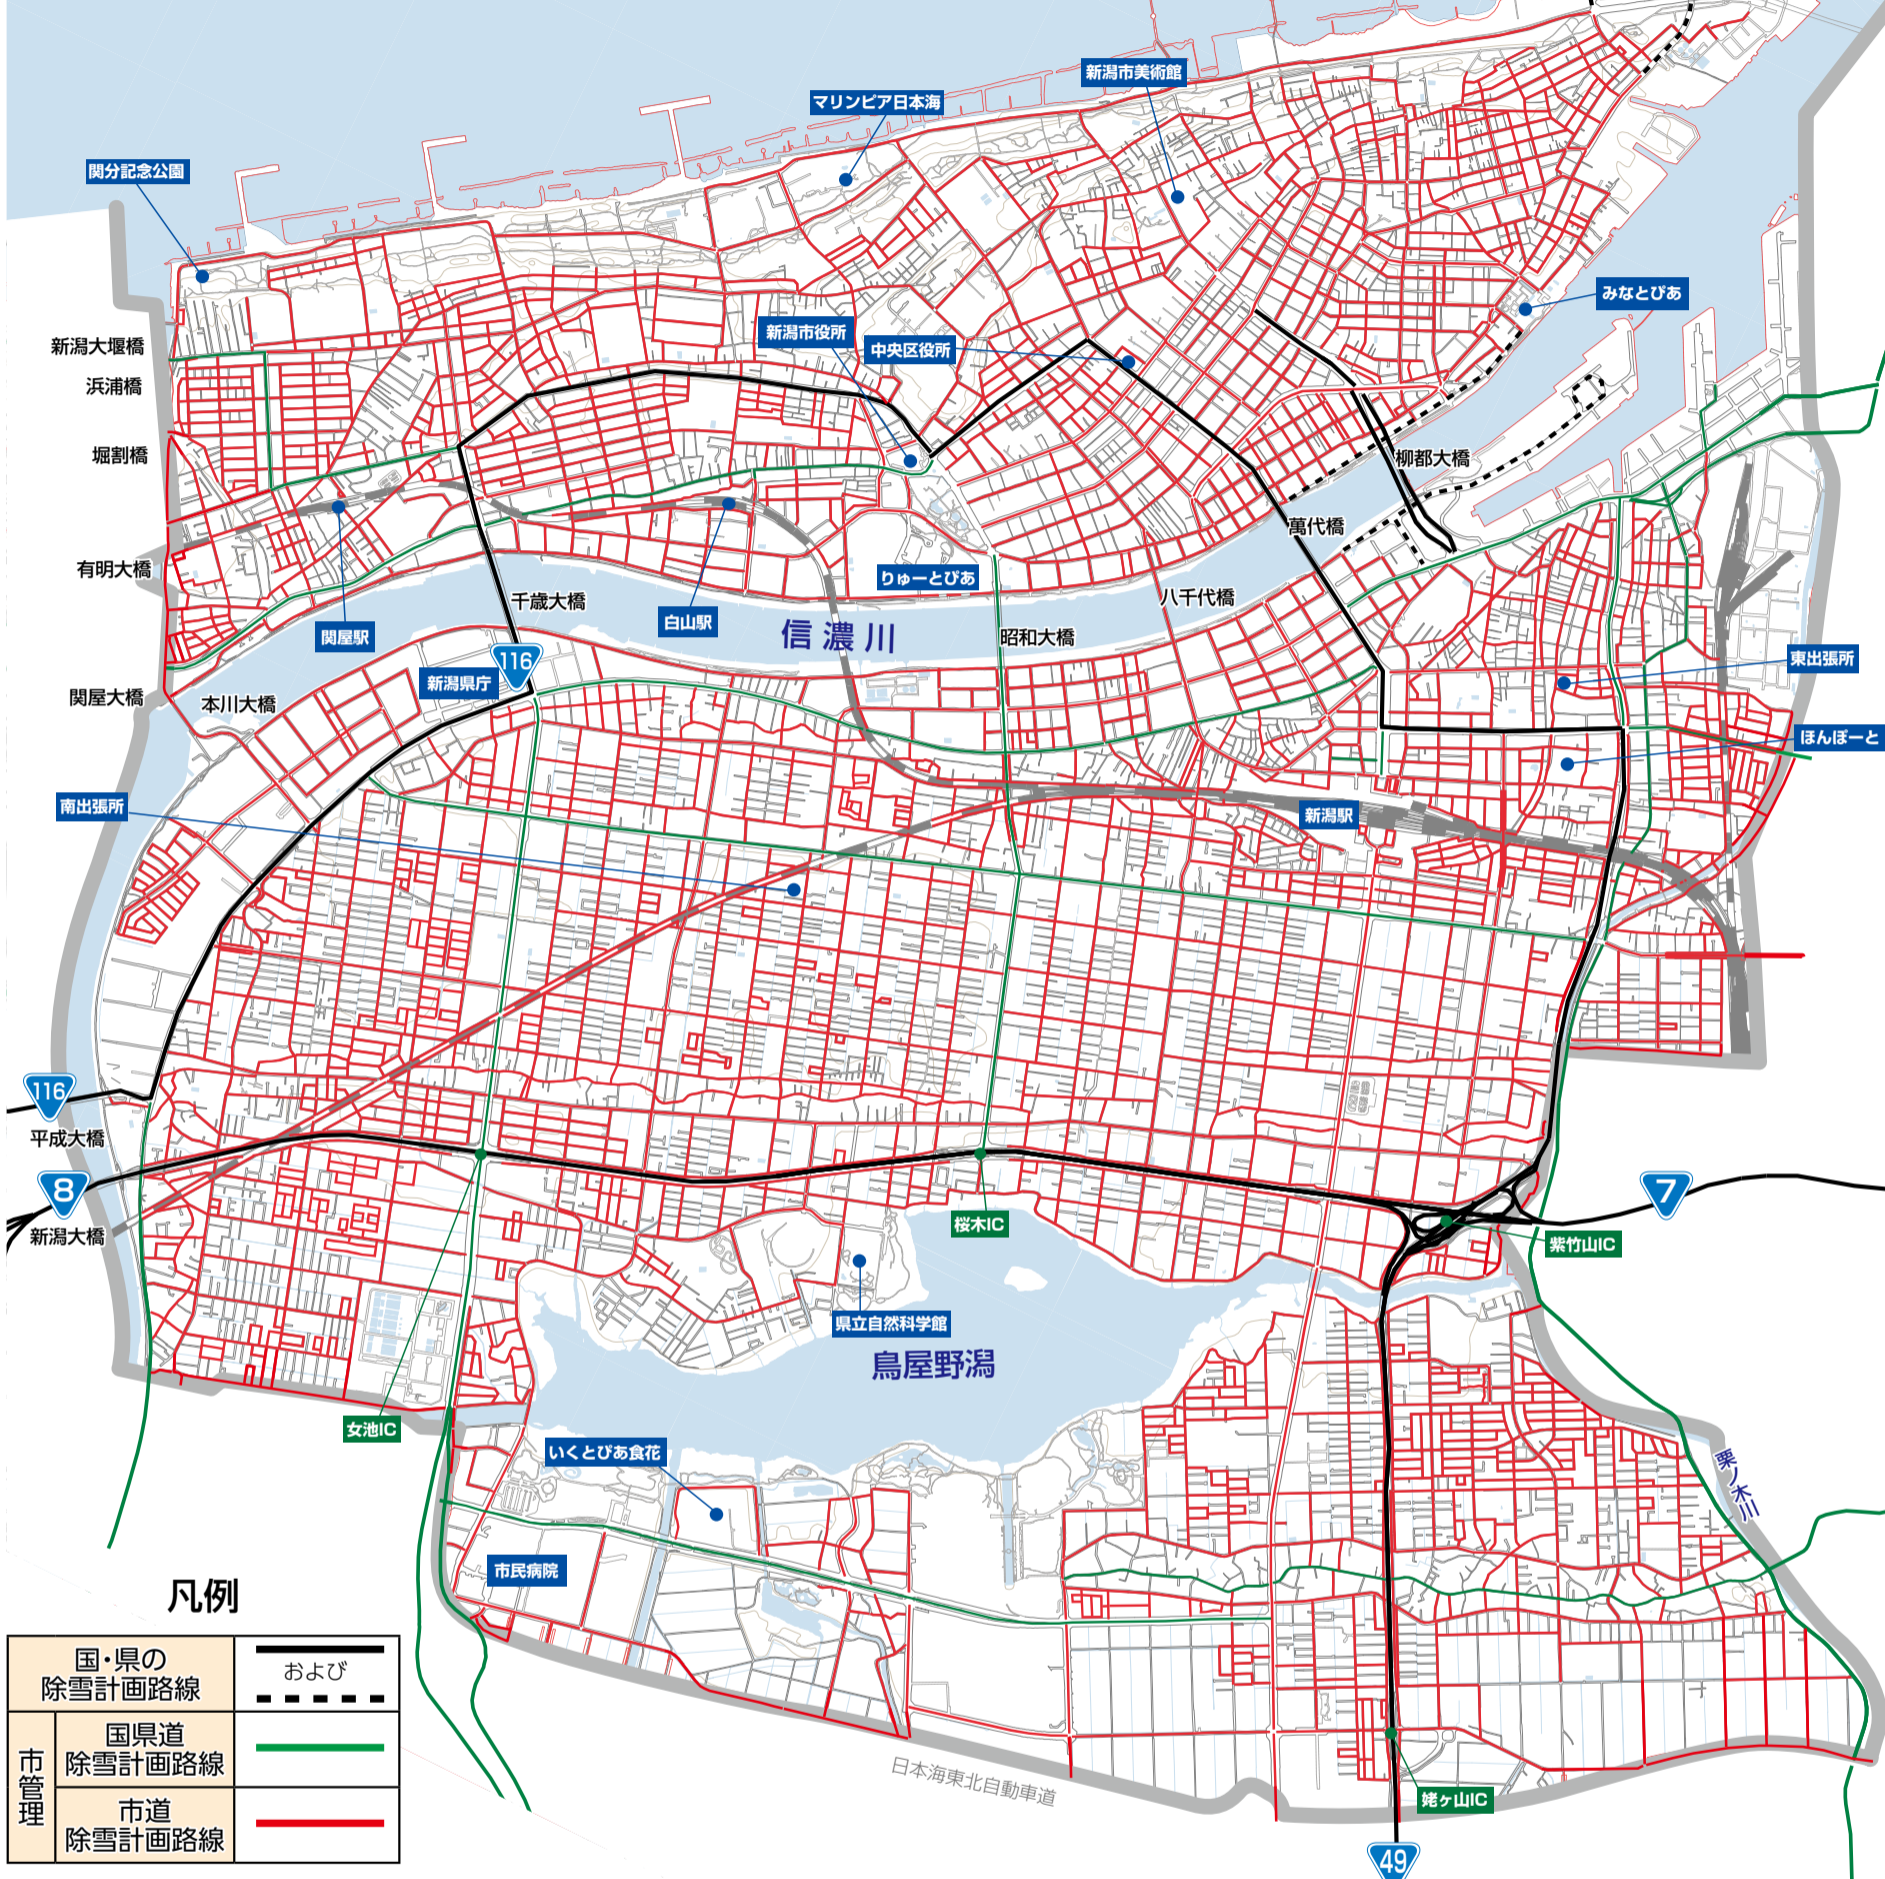 新潟市美術館
マリンピア日本海
関分記念公園
みなとぴあ
新潟市役所
中央区役所
新潟大堰橋
浜浦橋
堀割橋
柳都大橋
萬代橋
有明大橋
りゅーとぴあ
千歳大橋
八千代橋
白山駅
関屋駅
信濃川
昭和大橋
116
新潟県庁
東出張所
関屋大橋
本川大橋
ほんぽーと
南出張所
新潟駅
116
平成大橋
8
7
新潟大橋
桜木IC
紫竹山IC
県立自然科学館
鳥屋野潟
女池IC
いくとぴあ食花
栗ノ木川
市民病院
凡例
国・県の
除雪計画路線
および
市管理
国県道
除雪計画路線
市道
除雪計画路線
日本海東北自動車道
姥ヶ山IC
49